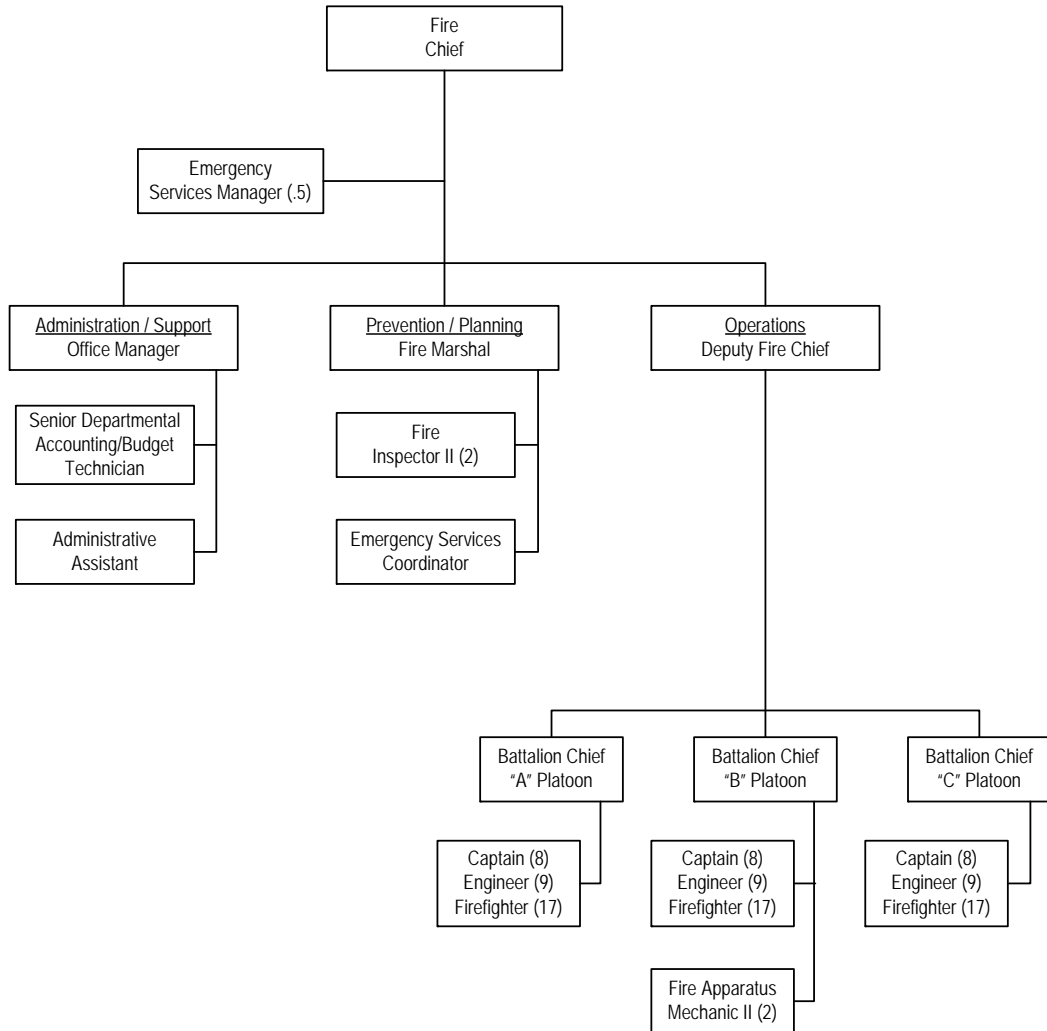 Fire
Chief
Emergency
Services Manager (.5)
Administration / Support
Office Manager
Prevention / Planning
Fire Marshal
Operations
Deputy Fire Chief
Senior Departmental
Accounting/Budget
Technician
Fire
Inspector II (2)
Administrative
Assistant
Emergency Services
Coordinator
Battalion Chief
“A” Platoon
Battalion Chief
“B” Platoon
Battalion Chief
“C” Platoon
Captain (8)
Engineer (9)
Firefighter (17)
Captain (8)
Engineer (9)
Firefighter (17)
Captain (8)
Engineer (9)
Firefighter (17)
Fire Apparatus
Mechanic II (2)